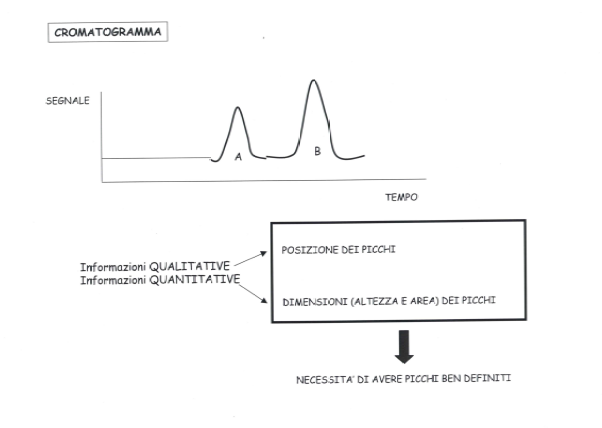 CROMATOGRAMMA
SEGNALE
A
B
TEMPO
POSIZIONE DEI PICCHI
Informazioni QUALITATIVE
Informazioni QUANTITATIVE
DIMENSIONI (ALTEZZA E AREA) DEI PICCHI
NECESSITA' DI AVERE PICCHI BEN DEFINITI